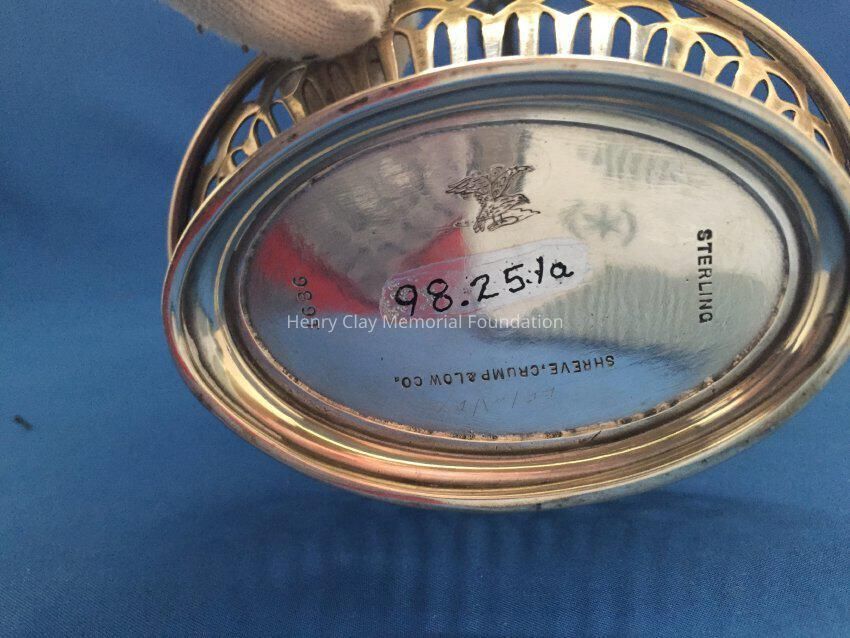 98.25.1a
STERLING
SHREVE, CRUMP & LOW CO.
Henry Clay Memorial Foundation